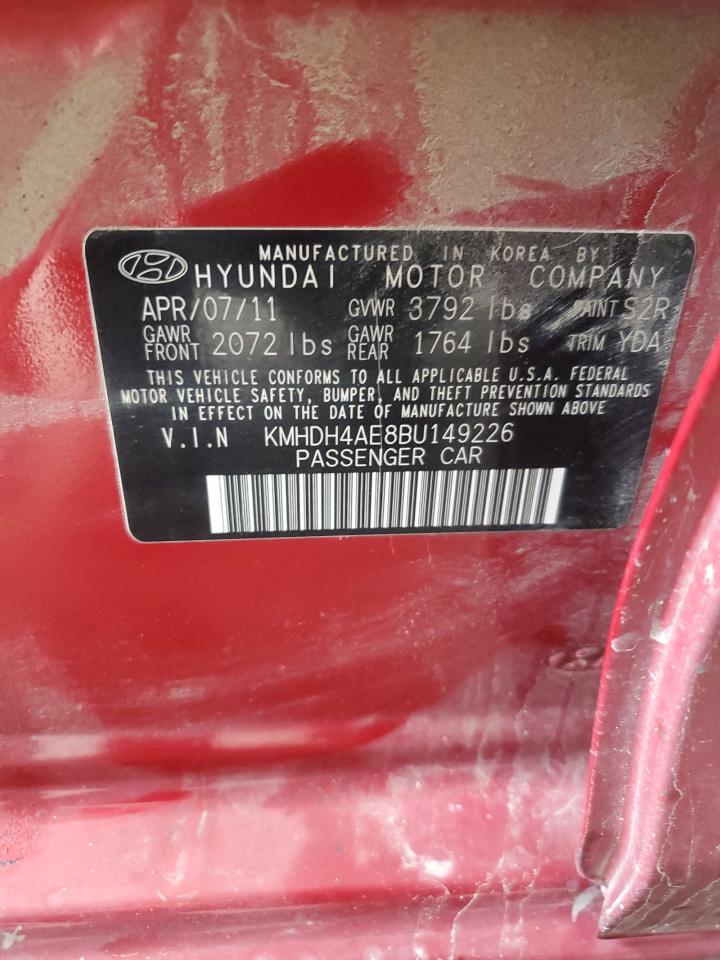 MANUFACTURED IN KOREA BY
HYUNDAI MOTOR COMPANY
APR/07/11 GVWR 3792 lbs PAINT S2R
GAWR FRONT 2072 lbs GAWR REAR 1764 lbs TRIM YDA
THIS VEHICLE CONFORMS TO ALL APPLICABLE U.S.A. FEDERAL
MOTOR VEHICLE SAFETY, BUMPER, AND THEFT PREVENTION STANDARDS
IN EFFECT ON THE DATE OF MANUFACTURE SHOWN ABOVE
V.I.N KMHDH4AE8BU149226
PASSENGER CAR